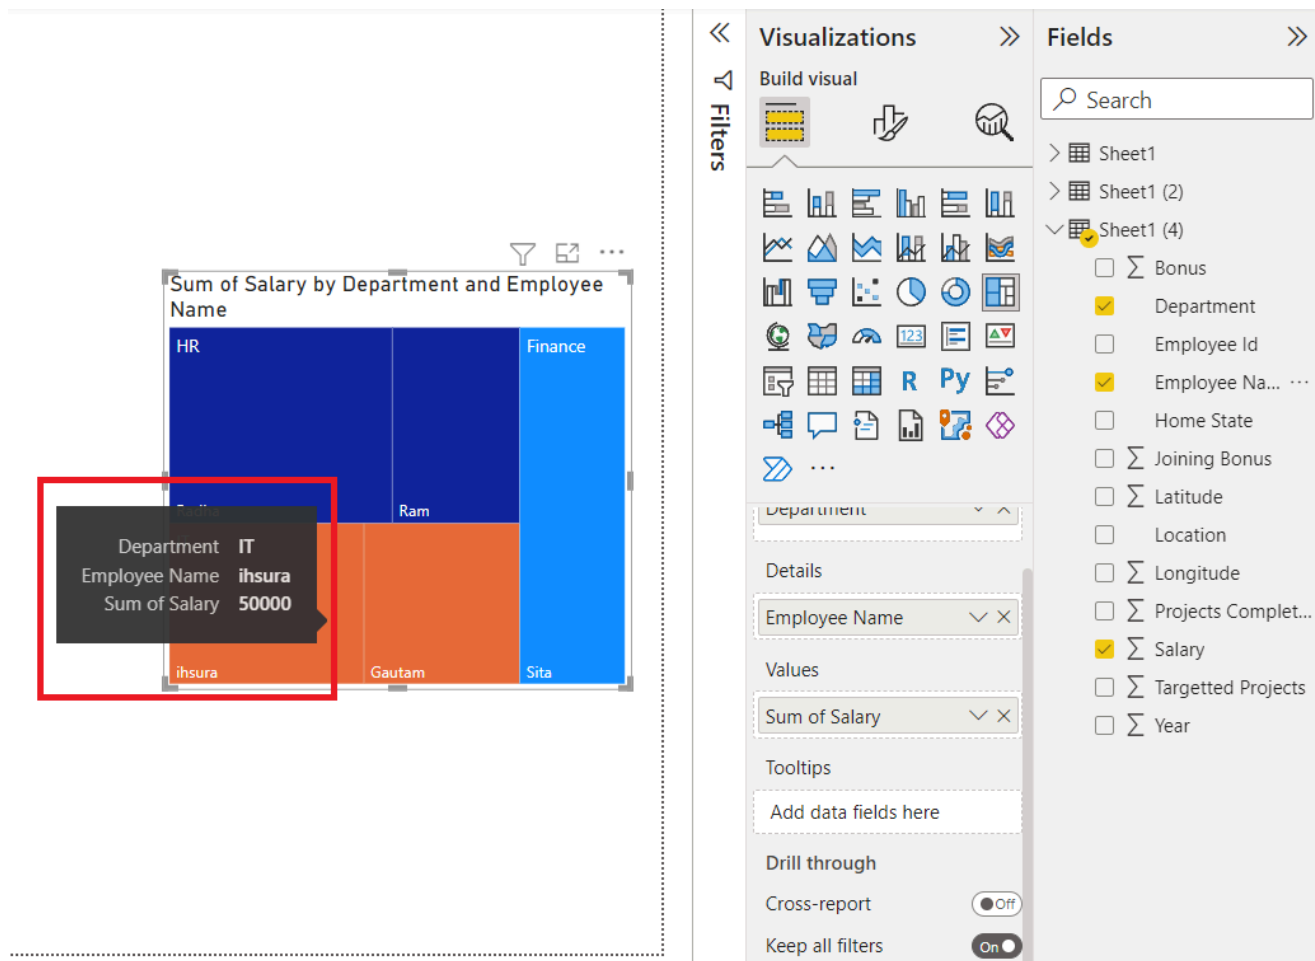 Sum of Salary by Department and Employee
Name
HR
Finance
Radha
Ram
Department IT
Employee Name ihsura
Sum of Salary 50000
ihsura
Gautam
Sita
Filters
Visualizations
Build visual
123
R
Py
Department
Details
Employee Name
Values
Sum of Salary
Tooltips
Add data fields here
Drill through
Cross-report
Off
Keep all filters
On
Fields
Search
Sheet1
Sheet1 (2)
Sheet1 (4)
Bonus
Department
Employee Id
Employee Na...
Home State
Joining Bonus
Latitude
Location
Longitude
Projects Complet...
Salary
Targetted Projects
Year